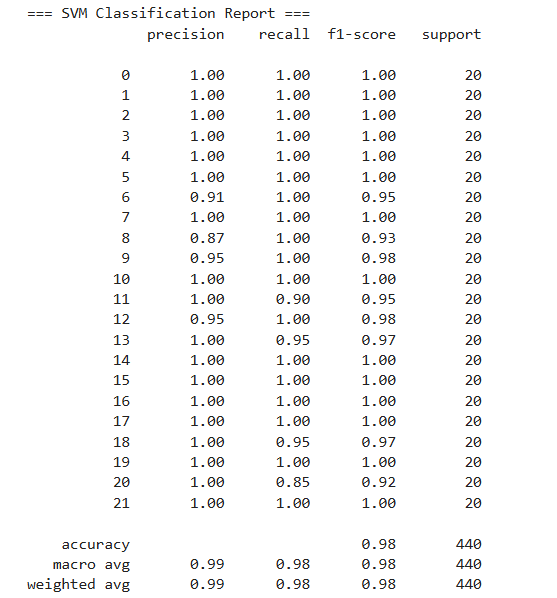 === SVM Classification Report ===
precision recall f1-score support
0 1.00 1.00 1.00 20
1 1.00 1.00 1.00 20
2 1.00 1.00 1.00 20
3 1.00 1.00 1.00 20
4 1.00 1.00 1.00 20
5 1.00 1.00 1.00 20
6 0.91 1.00 0.95 20
7 1.00 1.00 1.00 20
8 0.87 1.00 0.93 20
9 0.95 1.00 0.98 20
10 1.00 1.00 1.00 20
11 1.00 0.90 0.95 20
12 0.95 1.00 0.98 20
13 1.00 0.95 0.97 20
14 1.00 1.00 1.00 20
15 1.00 1.00 1.00 20
16 1.00 1.00 1.00 20
17 1.00 1.00 1.00 20
18 1.00 0.95 0.97 20
19 1.00 1.00 1.00 20
20 1.00 0.85 0.92 20
21 1.00 1.00 1.00 20
accuracy 0.98 440
macro avg 0.99 0.98 0.98 440
weighted avg 0.99 0.98 0.98 440